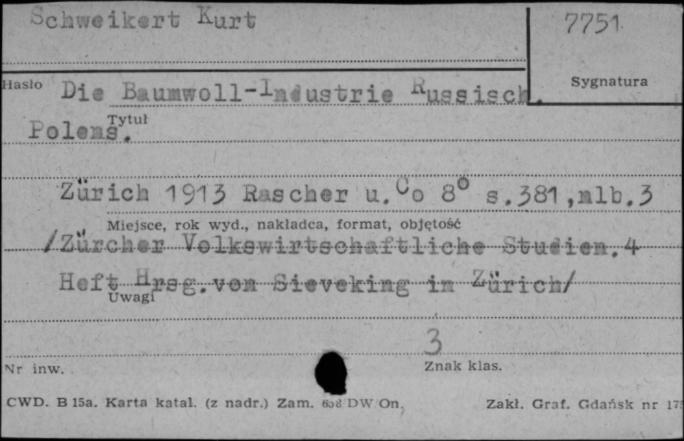 Schweikert Kurt
7751
Hasło
Sygnatura
Die Baumwoll-Industrie Russisch.
Tytuł
Polens.
Zürich 1913 Rascher u. Co 8° s.381,nlb.3
Miejsce, rok wyd., nakładca, format, objętość
/Zürcher Volkswirtschaftliche Studien.4
Heft Hrsg.von Sieveking in Zürich/
Uwagi
3
Nr inw.
Znak klas.
CWD. B 15a. Karta katal. (z nadr.) Zam. DW On.
Zakł. Graf. Gdańsk nr